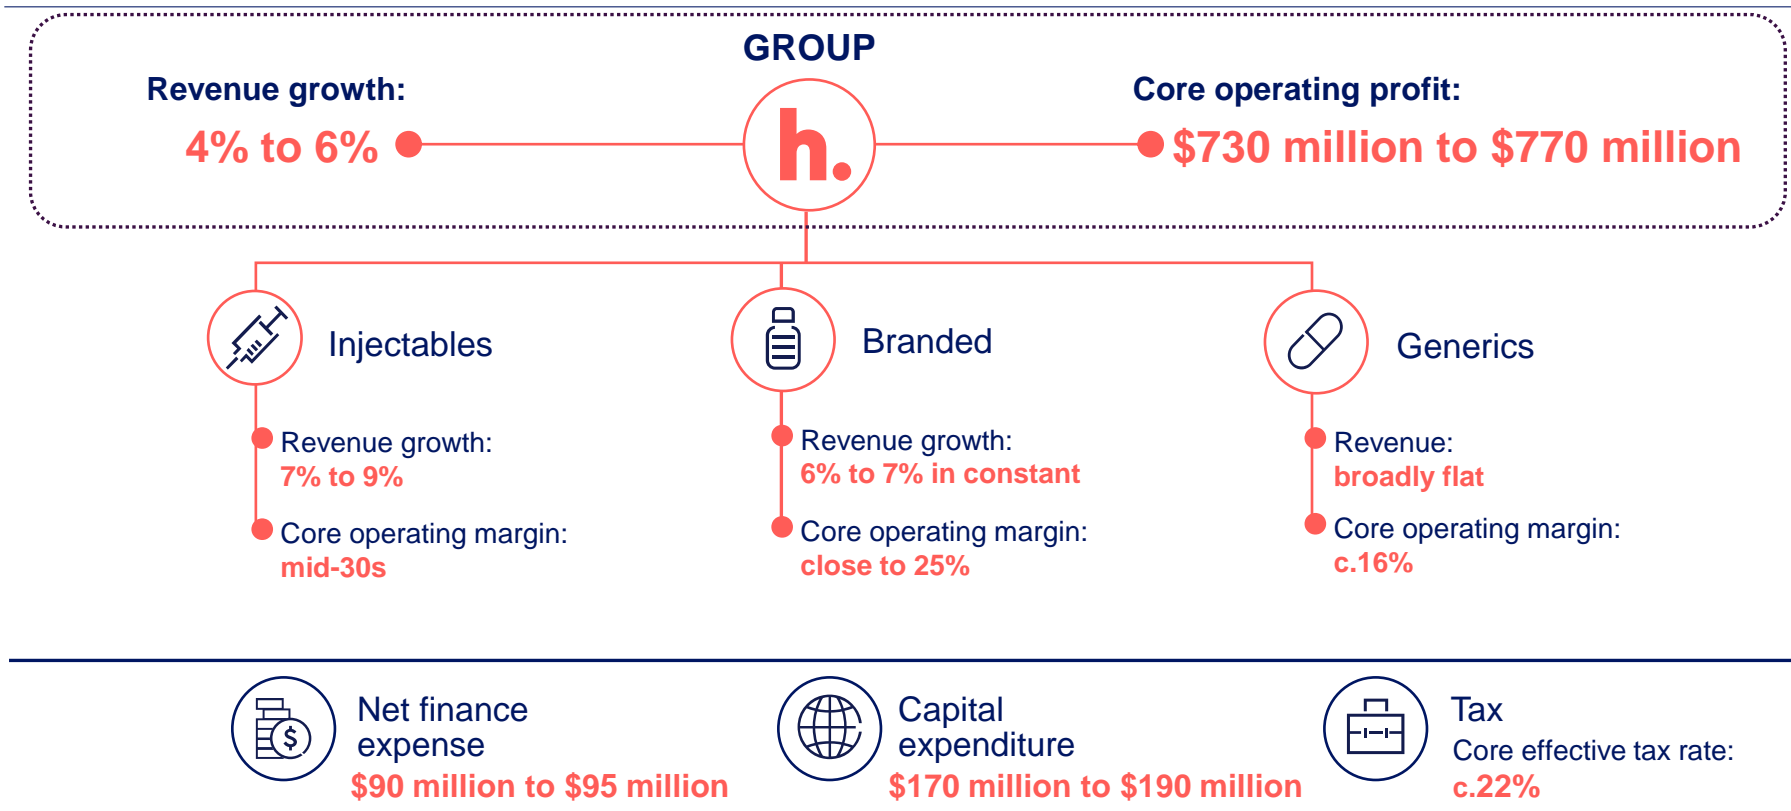 GROUP
Revenue growth:
4% to 6%
h.
Core operating profit:
$730 million to $770 million
Injectables
Revenue growth:
7% to 9%
Core operating margin:
mid-30s
Branded
Revenue growth:
6% to 7% in constant
Core operating margin:
close to 25%
Generics
Revenue:
broadly flat
Core operating margin:
c.16%
Net finance
expense
$90 million to $95 million
Capital
expenditure
$170 million to $190 million
Tax
Core effective tax rate:
c.22%
$